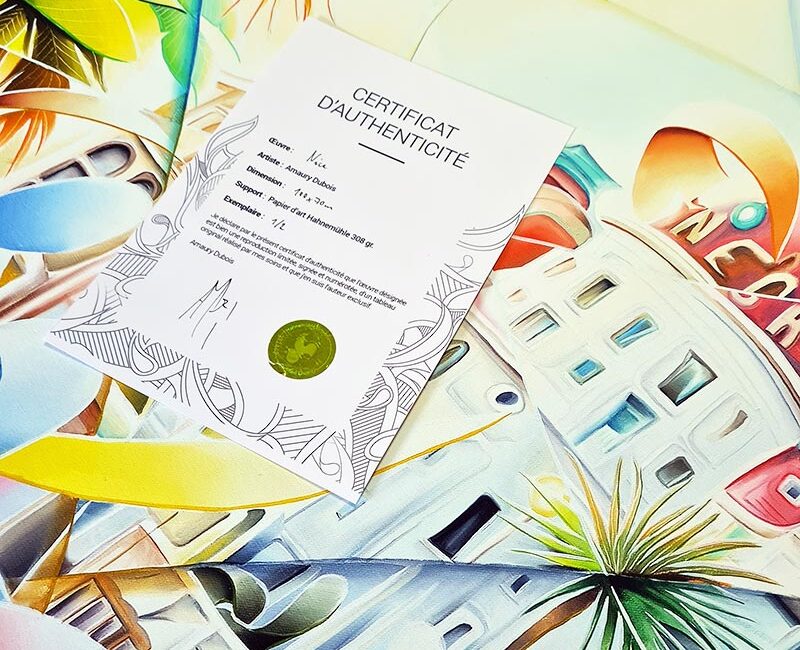 CERTIFICAT
D'AUTHENTICITÉ
Œuvre : Nice
Artiste : Amaury Dubois
Dimension : 100 x 70 cm
Support : Papier d'art Hahnemühle 308 gr.
Exemplaire : 1/2
Je déclare par le présent certificat d'authenticité que l'œuvre désignée
est bien une reproduction limitée, signée et numérotée, d'un tableau
original réalisé par mes soins et que j'en suis l'auteur exclusif.
Amaury Dubois